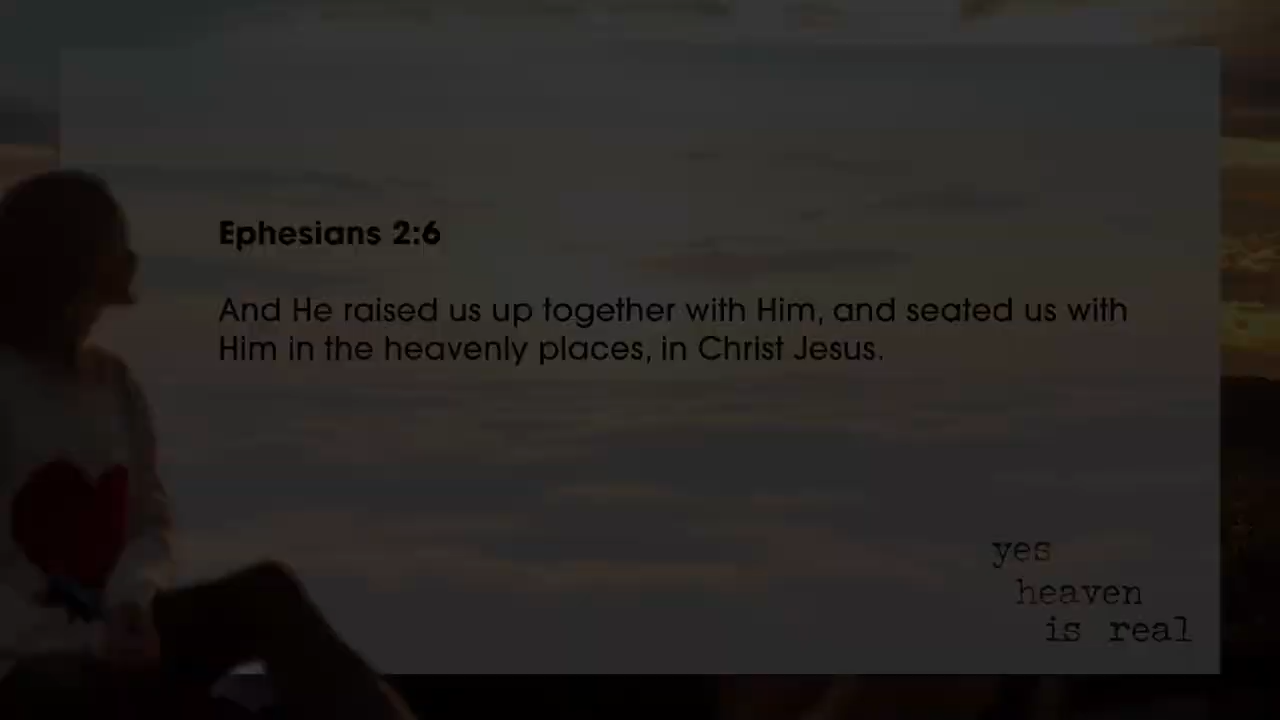 Ephesians 2:6
And He raised us up together with Him, and seated us with
Him in the heavenly places, in Christ Jesus.
yes
heaven
is real